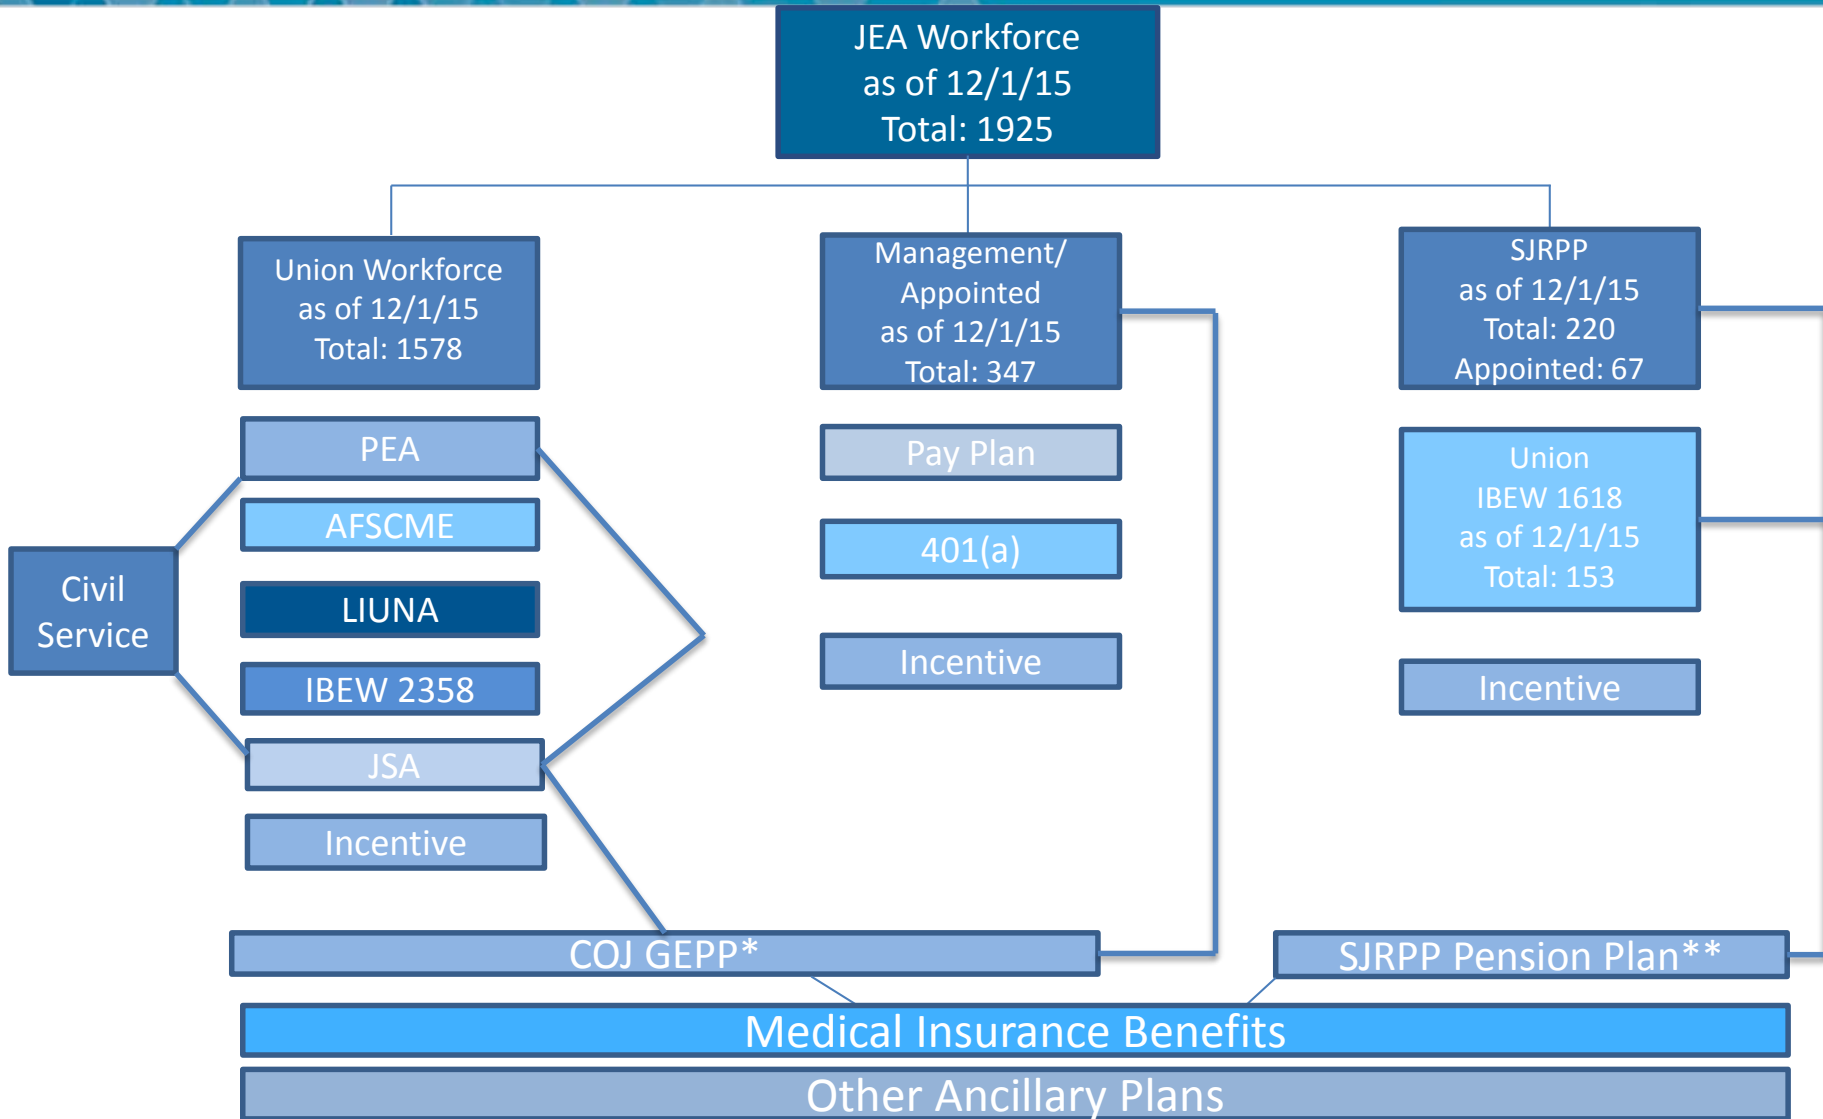 JEA Workforce
as of 12/1/15
Total: 1925
Union Workforce
as of 12/1/15
Total: 1578
Management/
Appointed
as of 12/1/15
Total: 347
SJRPP
as of 12/1/15
Total: 220
Appointed: 67
Civil
Service
PEA
AFSCME
LIUNA
IBEW 2358
JSA
Incentive
Pay Plan
401(a)
Incentive
Union
IBEW 1618
as of 12/1/15
Total: 153
Incentive
COJ GEPP*
SJRPP Pension Plan**
Medical Insurance Benefits
Other Ancillary Plans